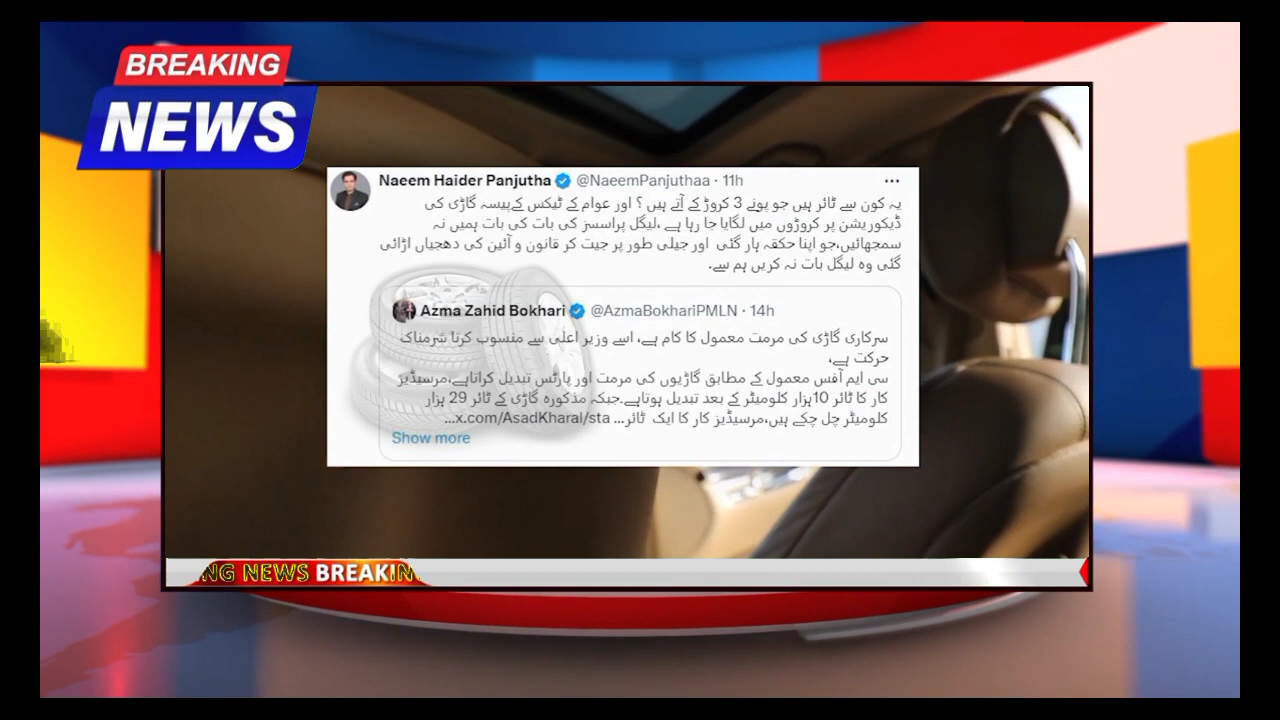 BREAKING
NEWS
Naeem Haider Panjutha @NaeemPanjuthaa · 11h
یہ کون سے ٹائر ہیں جو پونے 3 کروڑ کے آتے ہیں ؟ اور عوام کے ٹیکس کےپیسہ گاڑی کی
ڈیکوریشن پر کروڑوں میں لگایا جا رہا ہے ،لیگل پراسسز کی بات کی بات ہمیں نہ
سمجھائیں،جو اپنا حکقہ ہار گئی اور جیلی طور پر جیت کر قانون و آئین کی دھجیاں اڑائی
گئی وہ لیگل بات نہ کریں ہم سے.
Azma Zahid Bokhari @AzmaBokhariPMLN · 14h
سرکاری گاڑی کی مرمت معمول کا کام ہے، اسے وزیر اعلی سے منسوب کرنا شرمناک
حرکت ہے،
سی ایم آفس معمول کے مطابق گاڑیوں کی مرمت اور پارٹس تبدیل کراتاہے،مرسیڈیز
کار کا ٹائر 10ہزار کلومیٹر کے بعد تبدیل ہوتاہے.جبکہ مذکورہ گاڑی کے ٹائر 29 ہزار
کلومیٹر چل چکے ہیں،مرسیڈیز کار کا ایک ٹائر... x.com/AsadKharal/sta...
Show more
NG NEWS BREAKIN